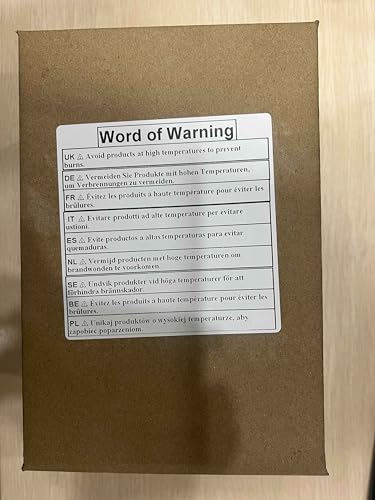 Word of Warning
UK ⚠ Avoid products at high temperatures to prevent
burns.
DE ⚠ Vermeiden Sie Produkte mit hohen Temperaturen,
um Verbrennungen zu vermeiden.
FR ⚠ Évitez les produits à haute température pour éviter les
brûlures.
IT ⚠ Evitare prodotti ad alte temperature per evitare
ustioni.
ES ⚠ Evite productos a altas temperaturas para evitar
quemaduras.
NL ⚠ Vermijd producten met hoge temperaturen om
brandwonden te voorkomen.
SE ⚠ Undvik produkter vid höga temperaturer för att
förhindra brännskador.
BE ⚠ Évitez les produits à haute température pour éviter les
brûlures.
PL ⚠ Unikaj produktów o wysokiej temperaturze, aby
zapobiec poparzeniom.